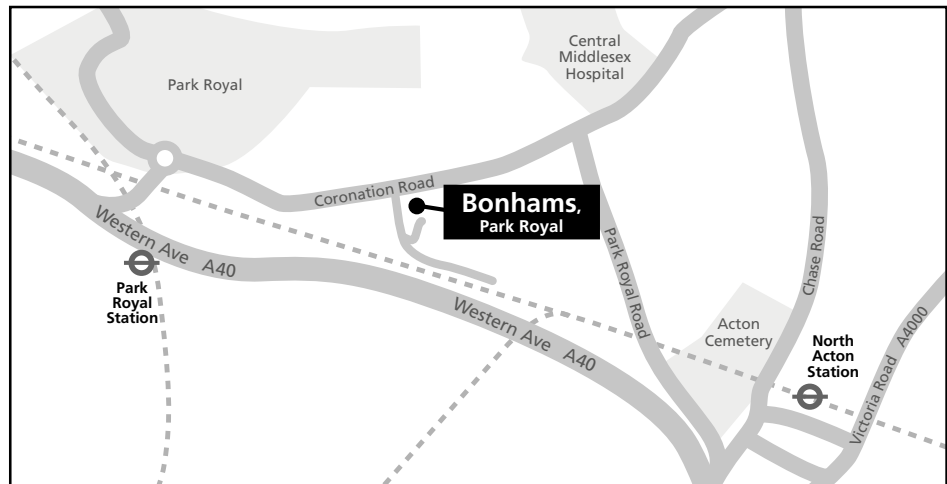 Central
Middlesex
Hospital
Park Royal
Coronation Road
Bonhams,
Park Royal
Western Ave A40
Park
Royal
Station
Park Royal Road
Chase Road
Western Ave A40
Acton
Cemetery
North
Acton
Station
Victoria Road A4000